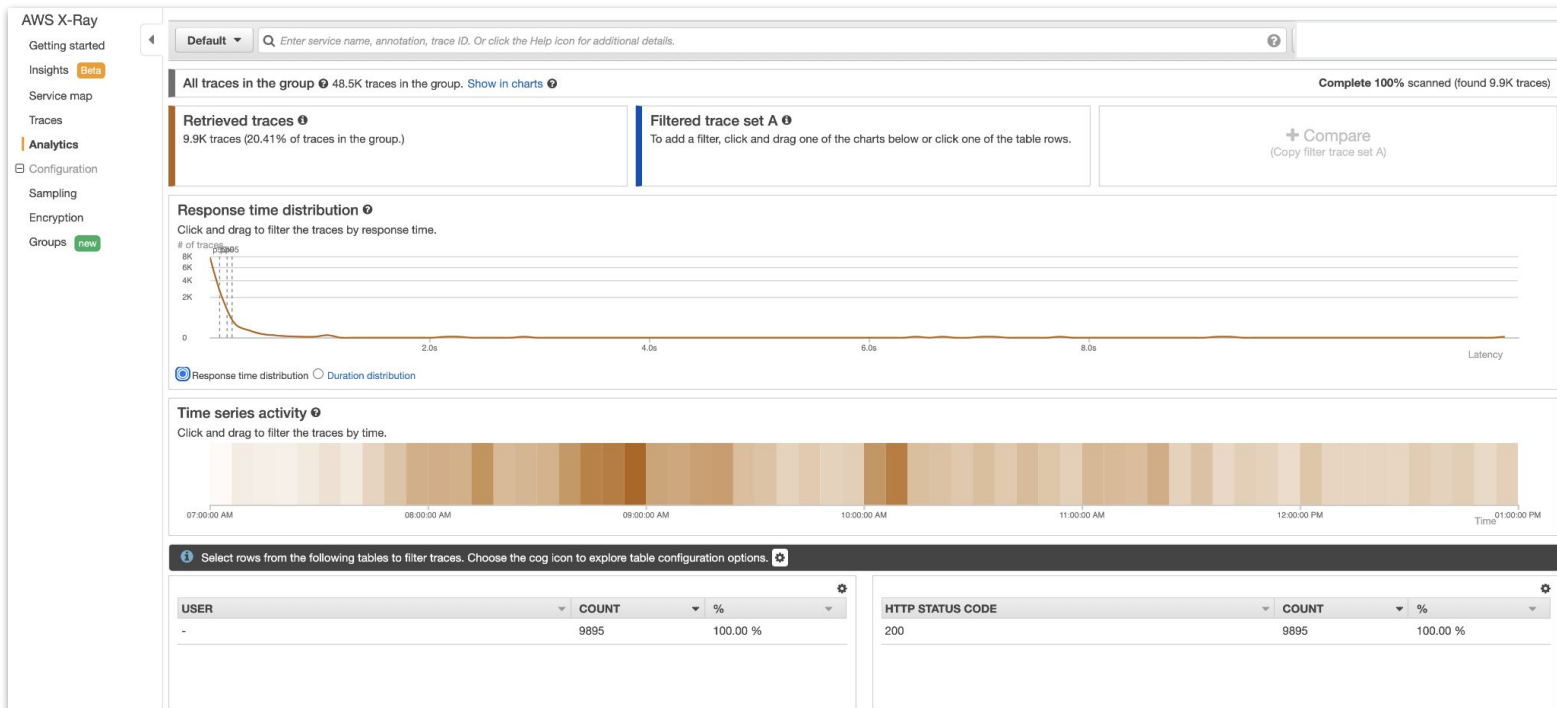 AWS X-Ray
Getting started
Insights Beta
Service map
Traces
Analytics
Configuration
Sampling
Encryption
Groups new
Default Enter service name, annotation, trace ID. Or click the Help icon for additional details.
All traces in the group 48.5K traces in the group. Show in charts
Complete 100% scanned (found 9.9K traces)
Retrieved traces
9.9K traces (20.41% of traces in the group.)
Filtered trace set A
To add a filter, click and drag one of the charts below or click one of the table rows.
+ Compare
(Copy filter trace set A)
Response time distribution
Click and drag to filter the traces by response time.
# of traces
8K
6K
4K
2K
0
2.0s 4.0s 6.0s 8.0s
Latency
Response time distribution Duration distribution
Time series activity
Click and drag to filter the traces by time.
07:00:00 AM 08:00:00 AM 09:00:00 AM 10:00:00 AM 11:00:00 AM 12:00:00 PM 01:00:00 PM
Time
Select rows from the following tables to filter traces. Choose the cog icon to explore table configuration options.
USER COUNT %
- 9895 100.00 %
HTTP STATUS CODE COUNT %
200 9895 100.00 %